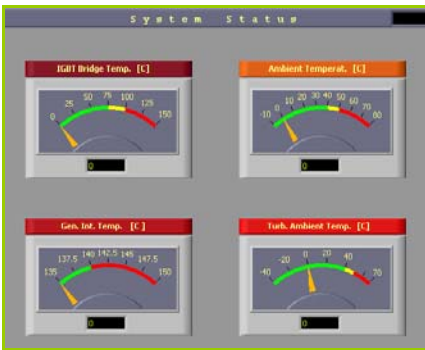 System Status
IGBT Bridge Temp. [C]
0 25 50 75 100 125 150
0
Ambient Temperat. [C]
-10 0 10 20 30 40 50 60 70 80
0
Gen. Int. Temp. [C]
135 137.5 140 142.5 145 147.5 150
0
Turb. Ambient Temp. [C]
-40 -20 0 20 40 70
0